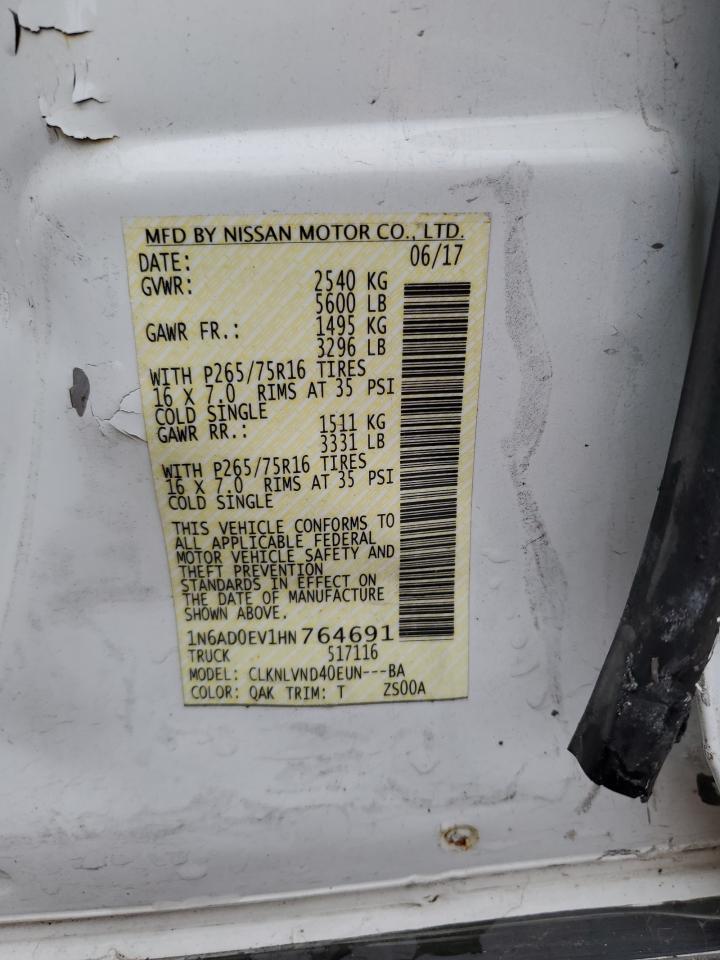 MFD BY NISSAN MOTOR CO., LTD.
DATE: 06/17
GVWR: 2540 KG
5600 LB
GAWR FR.: 1495 KG
3296 LB
WITH P265/75R16 TIRES
16 X 7.0 RIMS AT 35 PSI
COLD SINGLE
GAWR RR.: 1511 KG
3331 LB
WITH P265/75R16 TIRES
16 X 7.0 RIMS AT 35 PSI
COLD SINGLE
THIS VEHICLE CONFORMS TO
ALL APPLICABLE FEDERAL
MOTOR VEHICLE SAFETY AND
THEFT PREVENTION
STANDARDS IN EFFECT ON
THE DATE OF MANUFACTURE
SHOWN ABOVE.
1N6AD0EV1HN764691
TRUCK 517116
MODEL: CLKNLVND40EUN---BA
COLOR: QAK TRIM: T ZS00A